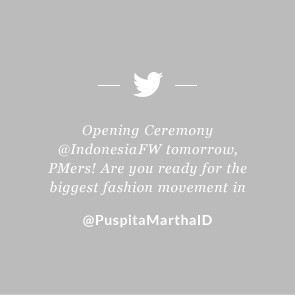 Opening Ceremony
@IndonesiaFW tomorrow,
PMers! Are you ready for the
biggest fashion movement in
@PuspitaMarthaID